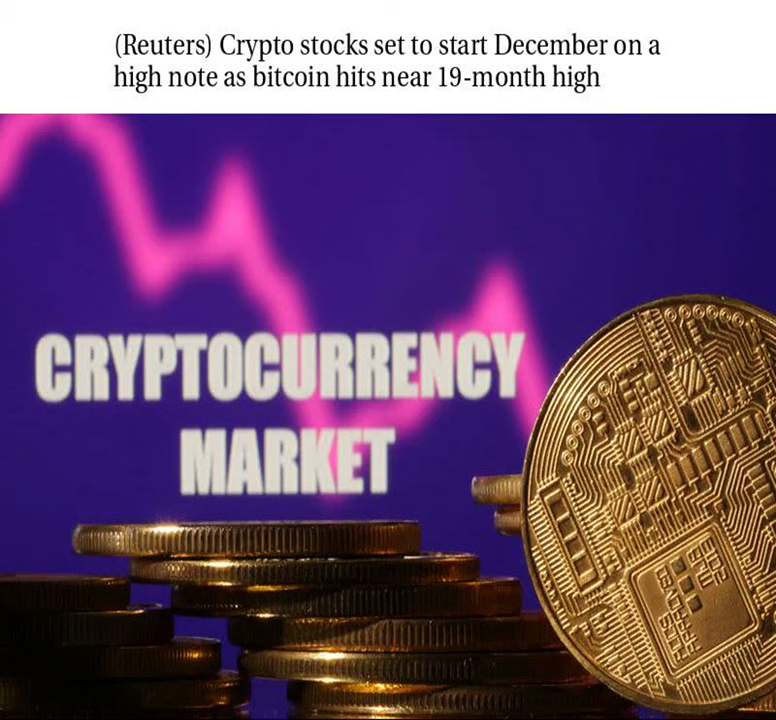 (Reuters) Crypto stocks set to start December on a
high note as bitcoin hits near 19-month high
CRYPTOCURRENCY
MARKET